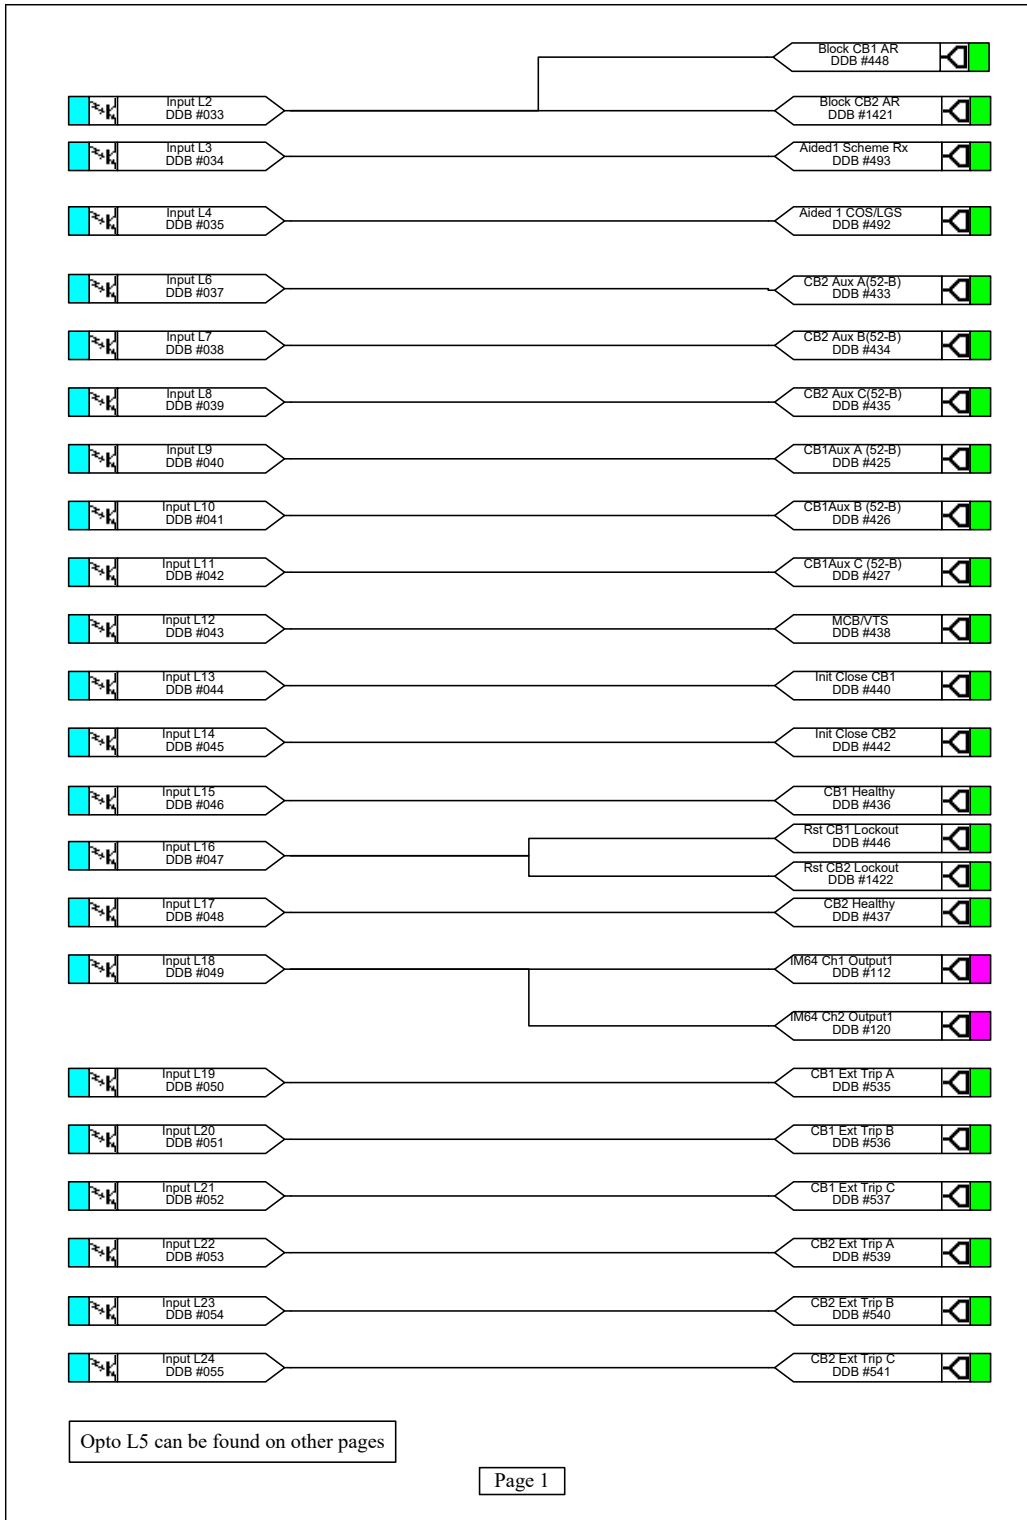 Block CB1 AR
DDB #448
Input L2
DDB #033
Block CB2 AR
DDB #1421
Input L3
DDB #034
Aided1 Scheme Rx
DDB #493
Input L4
DDB #035
Aided 1 COS/LGS
DDB #492
Input L6
DDB #037
CB2 Aux A(52-B)
DDB #433
Input L7
DDB #038
CB2 Aux B(52-B)
DDB #434
Input L8
DDB #039
CB2 Aux C(52-B)
DDB #435
Input L9
DDB #040
CB1Aux A (52-B)
DDB #425
Input L10
DDB #041
CB1Aux B (52-B)
DDB #426
Input L11
DDB #042
CB1Aux C (52-B)
DDB #427
Input L12
DDB #043
MCB/VTS
DDB #438
Input L13
DDB #044
Init Close CB1
DDB #440
Input L14
DDB #045
Init Close CB2
DDB #442
Input L15
DDB #046
CB1 Healthy
DDB #436
Input L16
DDB #047
Rst CB1 Lockout
DDB #446
Rst CB2 Lockout
DDB #1422
Input L17
DDB #048
CB2 Healthy
DDB #437
Input L18
DDB #049
IM64 Ch1 Output1
DDB #112
IM64 Ch2 Output1
DDB #120
Input L19
DDB #050
CB1 Ext Trip A
DDB #535
Input L20
DDB #051
CB1 Ext Trip B
DDB #536
Input L21
DDB #052
CB1 Ext Trip C
DDB #537
Input L22
DDB #053
CB2 Ext Trip A
DDB #539
Input L23
DDB #054
CB2 Ext Trip B
DDB #540
Input L24
DDB #055
CB2 Ext Trip C
DDB #541
Opto L5 can be found on other pages
Page 1